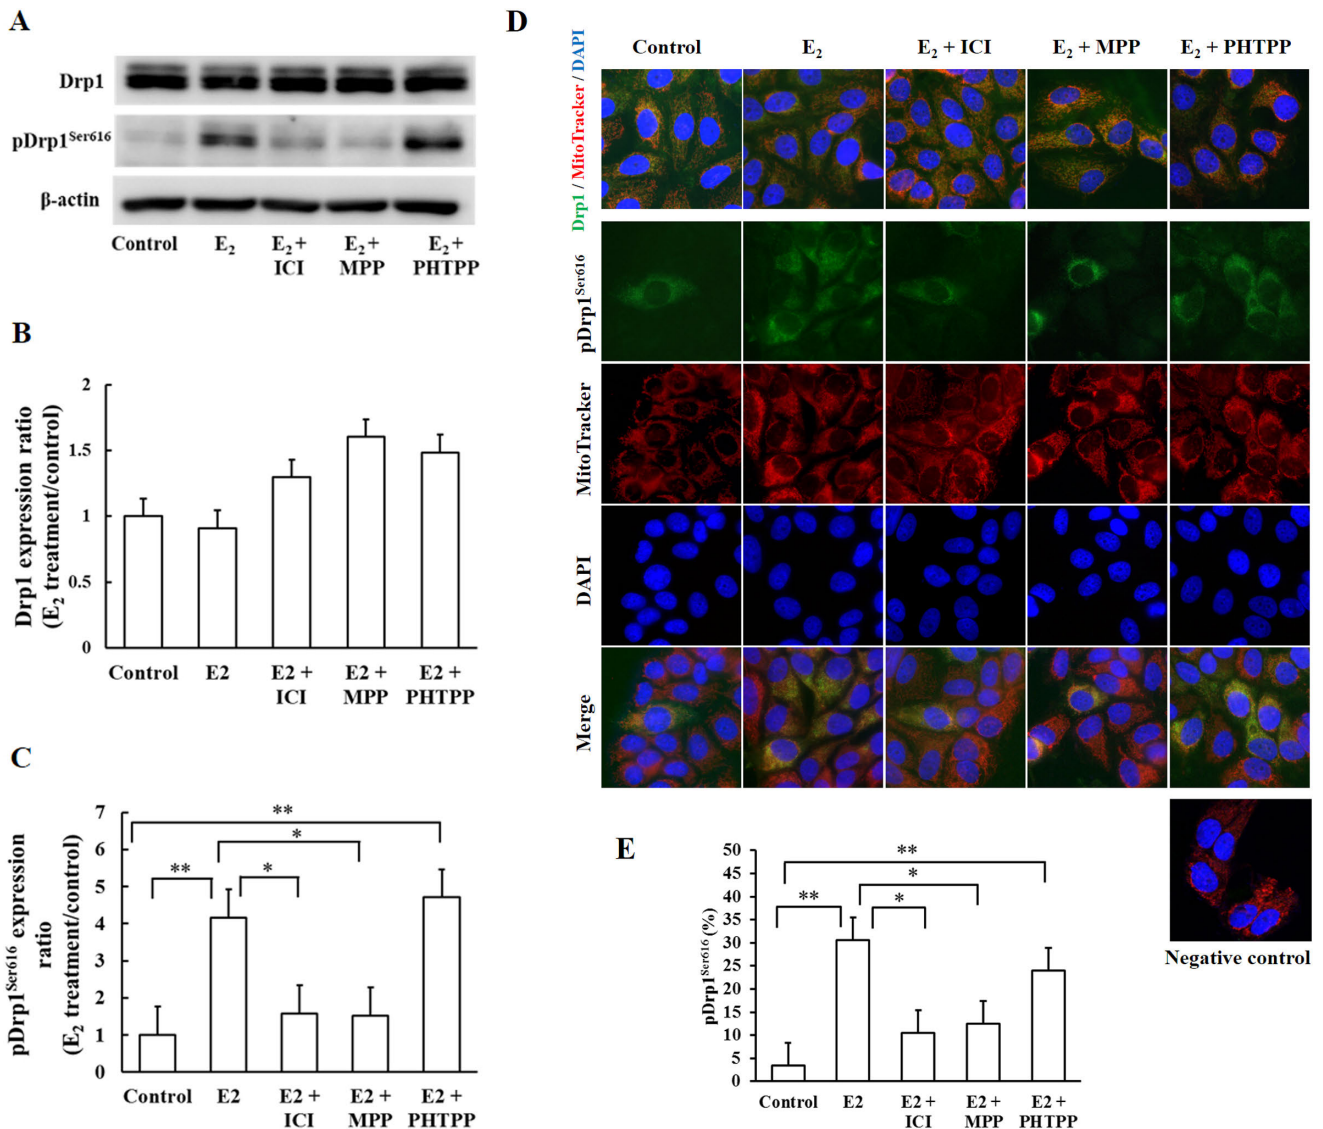 A
Drp1
pDrp1Ser616
β-actin
Control
E2
E2 +
ICI
E2 +
MPP
E2 +
PHTPP
B
Drp1 expression ratio
(E2 treatment/control)
2
1.5
1
0.5
0
Control
E2
E2 +
ICI
E2 +
MPP
E2 +
PHTPP
C
pDrp1Ser616 expression
ratio
(E2 treatment/control)
7
6
5
4
3
2
1
0
**
*
**
*
Control
E2
E2 +
ICI
E2 +
MPP
E2 +
PHTPP
D
Control
E2
E2 + ICI
E2 + MPP
E2 + PHTPP
Drp1 / MitoTracker / DAPI
pDrp1Ser616
MitoTracker
DAPI
Merge
Negative control
E
pDrp1Ser616 (%)
50
45
40
35
30
25
20
15
10
5
0
**
*
**
*
Control
E2
E2 +
ICI
E2 +
MPP
E2 +
PHTPP